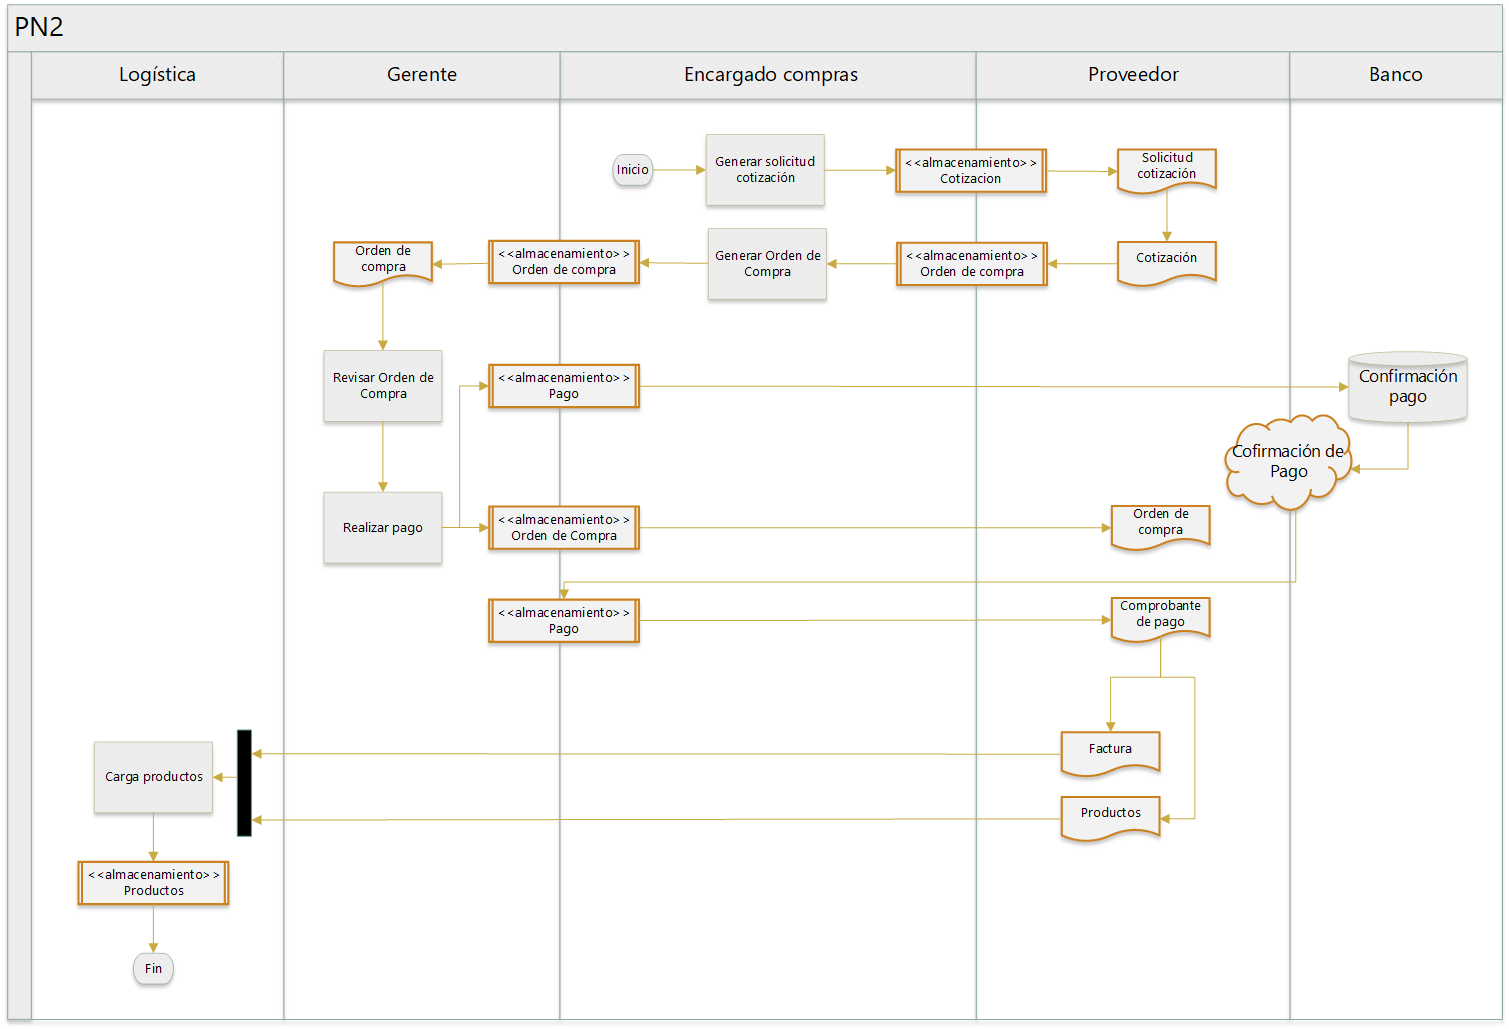 PN2
Logística
Gerente
Encargado compras
Proveedor
Banco
Inicio
Generar solicitud
cotización
<<almacenamiento>>
Cotizacion
Solicitud
cotización
Orden de
compra
<<almacenamiento>>
Orden de compra
Generar Orden de
Compra
<<almacenamiento>>
Orden de compra
Cotización
Revisar Orden de
Compra
<<almacenamiento>>
Pago
Confirmación
pago
Cofirmación de
Pago
Realizar pago
<<almacenamiento>>
Orden de Compra
Orden de
compra
<<almacenamiento>>
Pago
Comprobante
de pago
Carga productos
Factura
Productos
<<almacenamiento>>
Productos
Fin